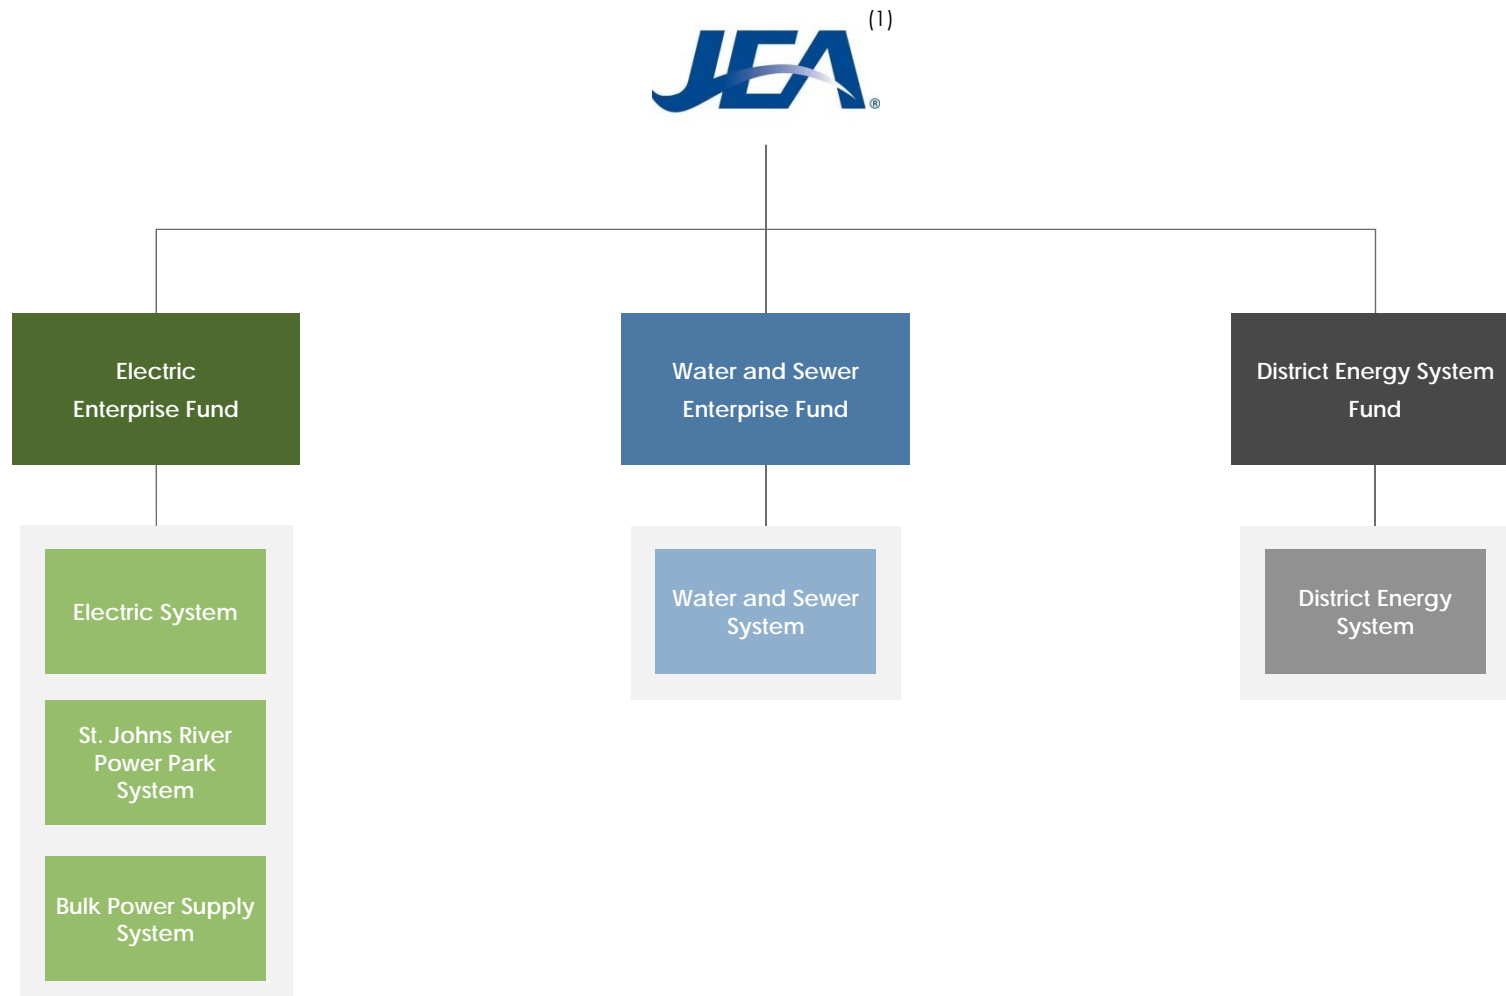 JEA
(1)
®
Electric
Enterprise Fund
Water and Sewer
Enterprise Fund
District Energy System
Fund
Electric System
St. Johns River
Power Park
System
Bulk Power Supply
System
Water and Sewer
System
District Energy
System